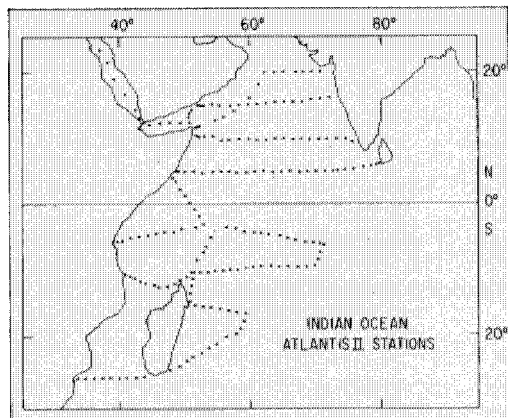 40° 60° 80°
20°
N
0°
S
INDIAN OCEAN
20°
ATLANTIS II STATIONS